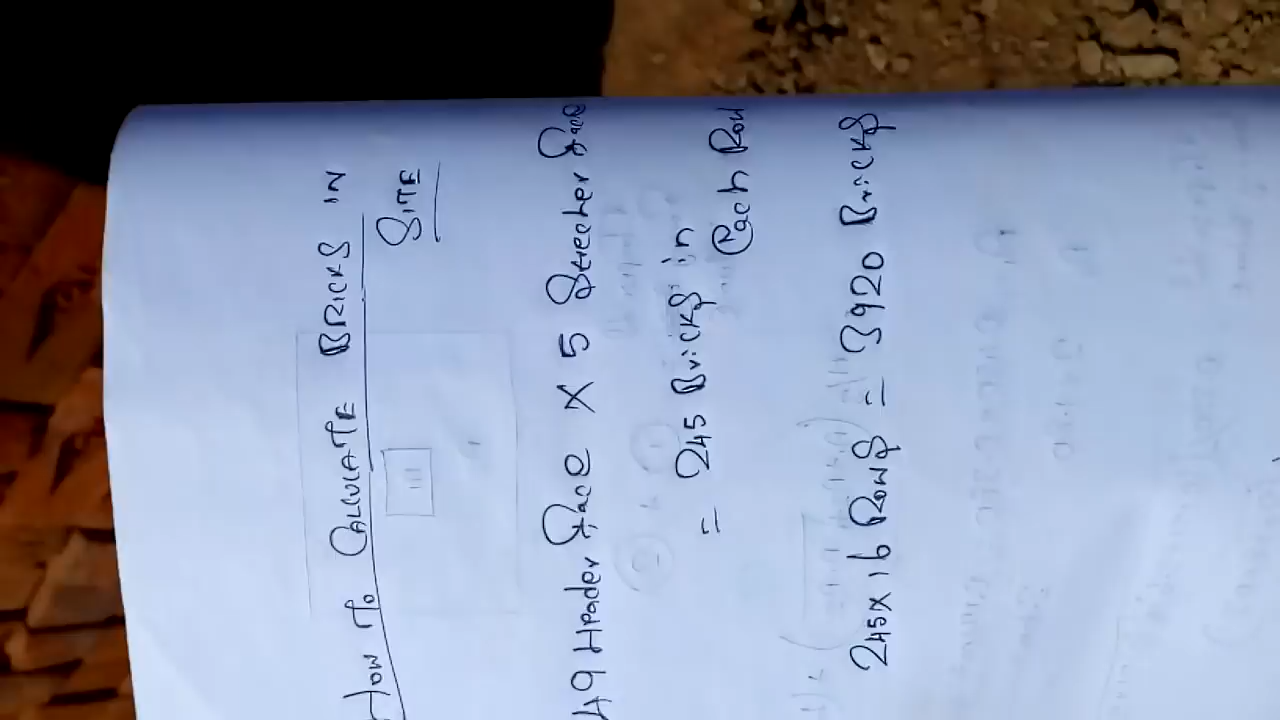 HOW TO CALCULATE BRICKS IN
SITE
49 Header Face X 5 Strecher Face
= 245 Bricks in
Each Row
245 X 16 Rows = 3920 Bricks